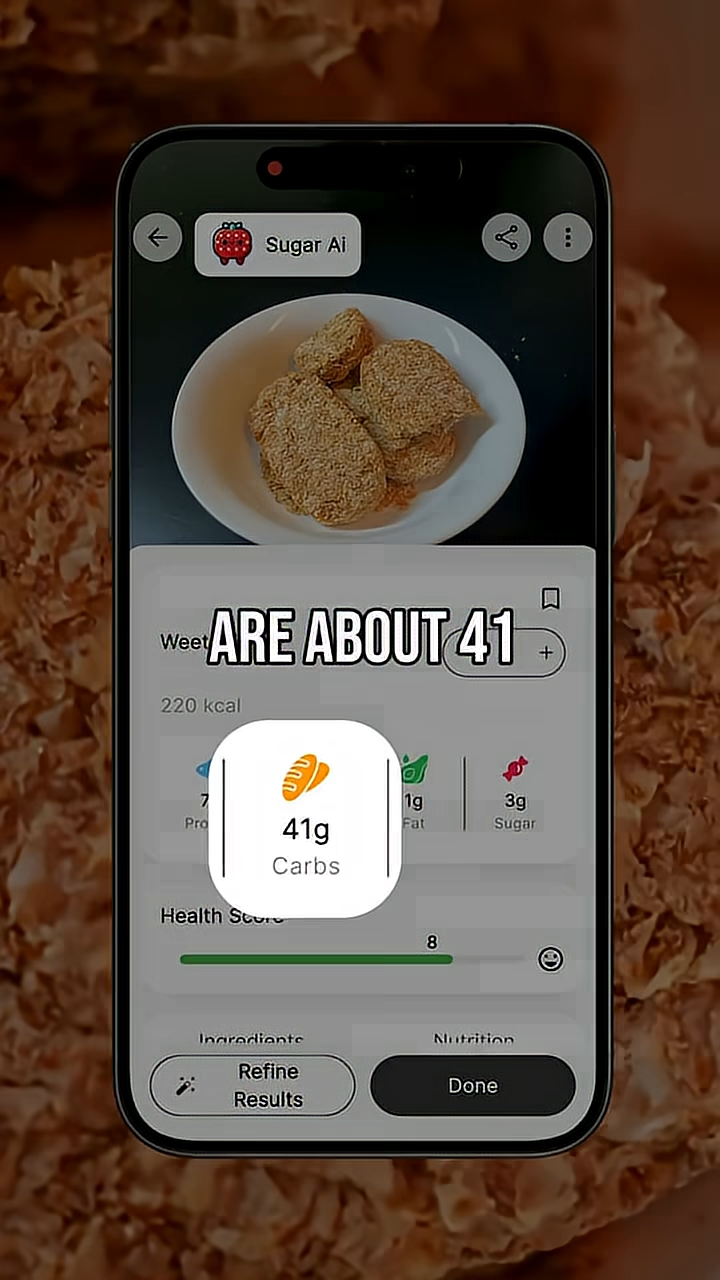 Sugar Ai
ARE ABOUT 41
220 kcal
41g
Carbs
1g
Fat
3g
Sugar
Health Score
8
Ingredients
Nutrition
Refine
Results
Done